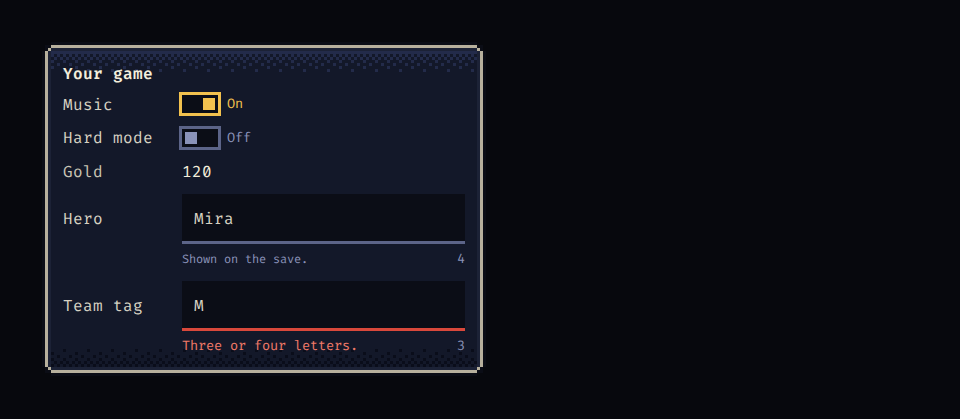 Your game
Music On
Hard mode Off
Gold 120
Hero Mira
Shown on the save. 4
Team tag M
Three or four letters. 3